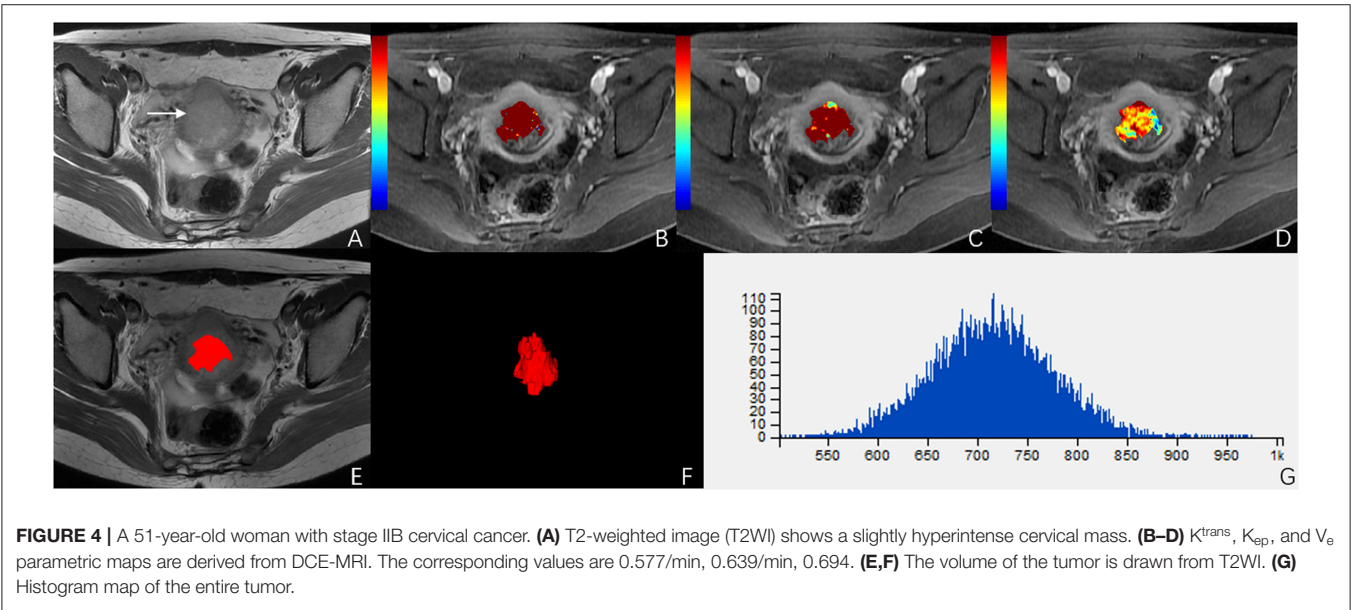 A
B
C
D
E
F
110
100
90
80
70
60
50
40
30
20
10
0
550 600 650 700 750 800 850 900 950 1k
G
FIGURE 4 | A 51-year-old woman with stage IIB cervical cancer. (A) T2-weighted image (T2WI) shows a slightly hyperintense cervical mass. (B–D) Ktrans, Kep, and Ve
parametric maps are derived from DCE-MRI. The corresponding values are 0.577/min, 0.639/min, 0.694. (E,F) The volume of the tumor is drawn from T2WI. (G)
Histogram map of the entire tumor.